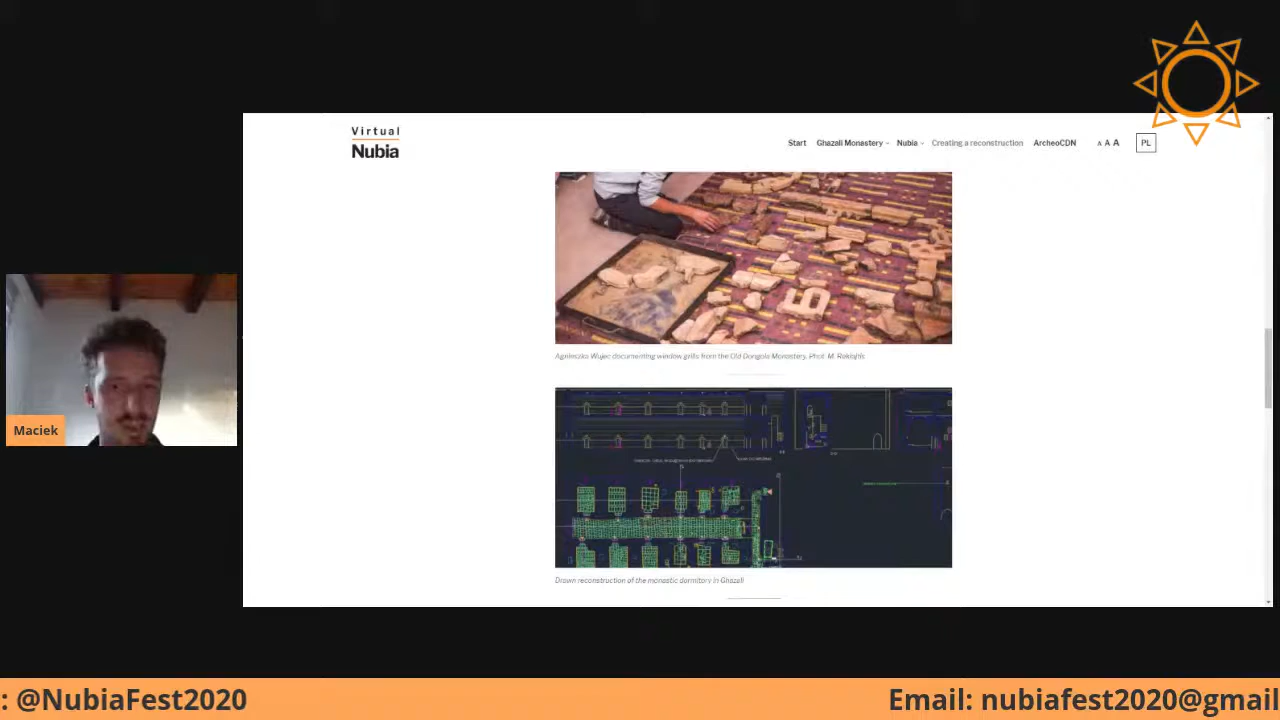 Virtual
Nubia
Start Ghazali Monastery Nubia Creating a reconstruction ArcheoCDN A A A PL
Agnieszka Wujec documenting window grills from the Old Dongola Monastery. Phot. M. Rekłajtis
Drawn reconstruction of the monastic dormitory in Ghazali
Maciek
: @NubiaFest2020 Email: nubiafest2020@gmail